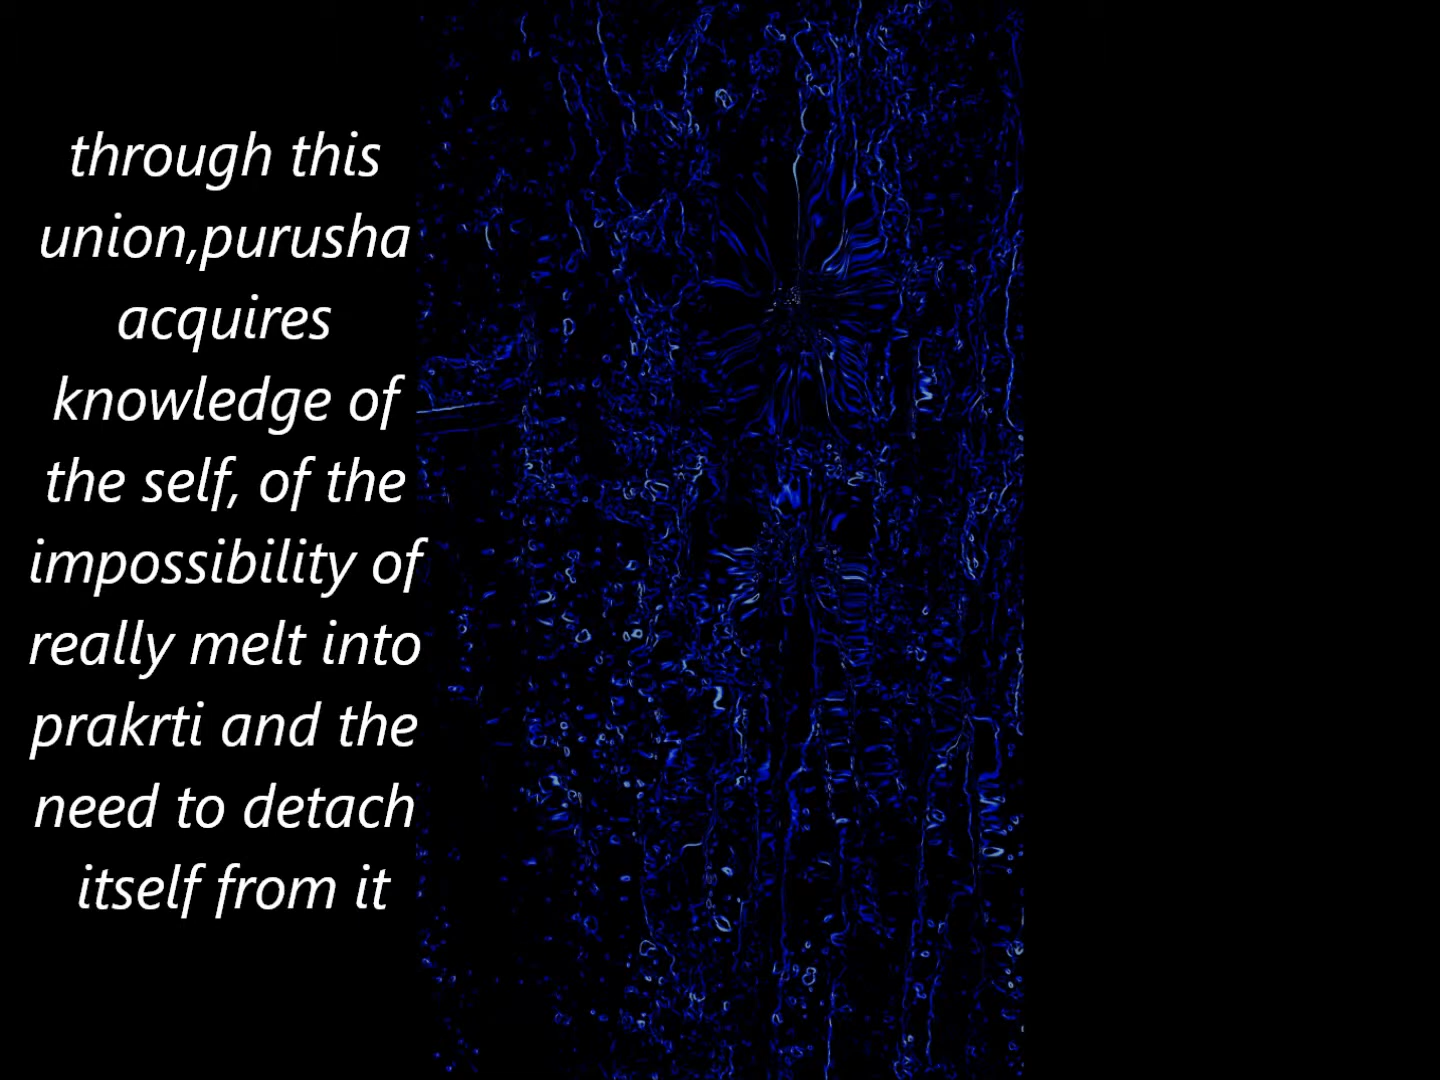 through this
union,purusha
acquires
knowledge of
the self, of the
impossibility of
really melt into
prakrti and the
need to detach
itself from it